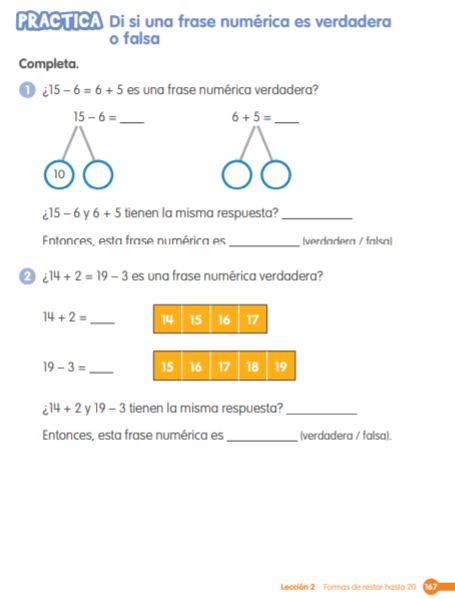 PRACTICA Di si una frase numérica es verdadera
o falsa
Completa.
1 ¿15 – 6 = 6 + 5 es una frase numérica verdadera?
15 – 6 = ____ 6 + 5 = ____
10
¿15 – 6 y 6 + 5 tienen la misma respuesta? ____________
Entonces, esta frase numérica es ____________ (verdadera / falsa)
2 ¿14 + 2 = 19 – 3 es una frase numérica verdadera?
14 + 2 = ____ 14 15 16 17
19 – 3 = ____ 15 16 17 18 19
¿14 + 2 y 19 – 3 tienen la misma respuesta? ____________
Entonces, esta frase numérica es ____________ (verdadera / falsa).
Lección 2 Formas de restar hasta 20 167